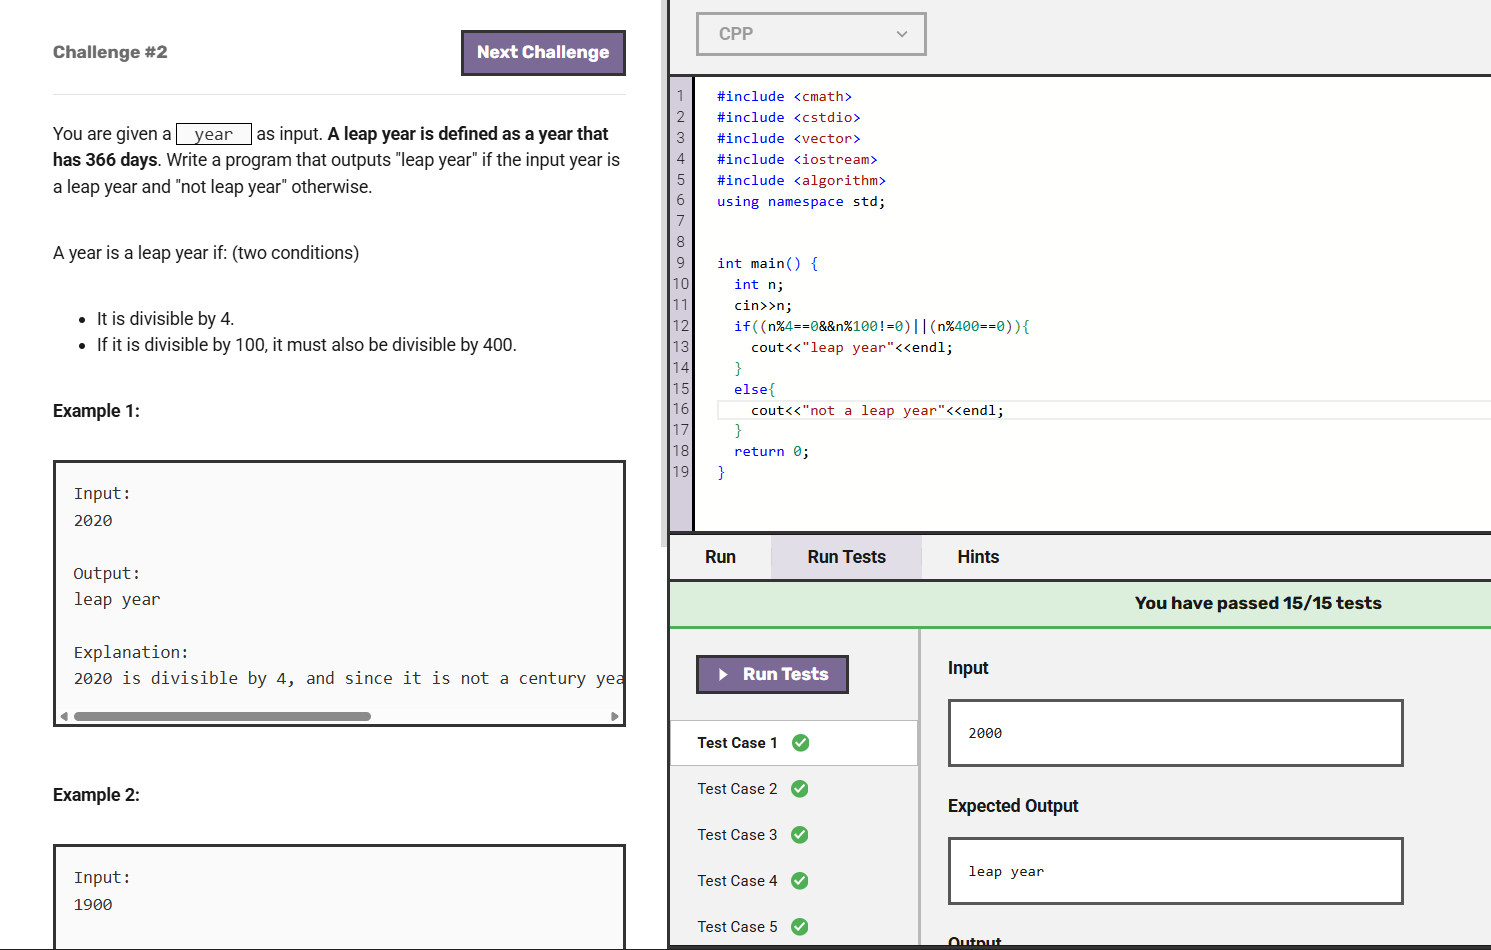 Challenge #2
Next Challenge
You are given a year as input. A leap year is defined as a year that
has 366 days. Write a program that outputs "leap year" if the input year is
a leap year and "not leap year" otherwise.
A year is a leap year if: (two conditions)
• It is divisible by 4.
• If it is divisible by 100, it must also be divisible by 400.
Example 1:
Input:
2020
Output:
leap year
Explanation:
2020 is divisible by 4, and since it is not a century yea
Example 2:
Input:
1900
CPP
1 #include <cmath>
2 #include <cstdio>
3 #include <vector>
4 #include <iostream>
5 #include <algorithm>
6 using namespace std;
7
8
9 int main() {
10 int n;
11 cin>>n;
12 if((n%4==0&&n%100!=0)||(n%400==0)){
13 cout<<"leap year"<<endl;
14 }
15 else{
16 cout<<"not a leap year"<<endl;
17 }
18 return 0;
19 }
Run
Run Tests
Hints
You have passed 15/15 tests
Run Tests
Test Case 1
Test Case 2
Test Case 3
Test Case 4
Test Case 5
Input
2000
Expected Output
leap year
Output